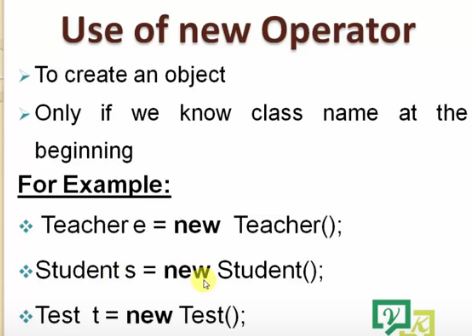 Use of new Operator
To create an object
Only if we know class name at the
beginning
For Example:
Teacher e = new Teacher();
Student s = new Student();
Test t = new Test();
V K